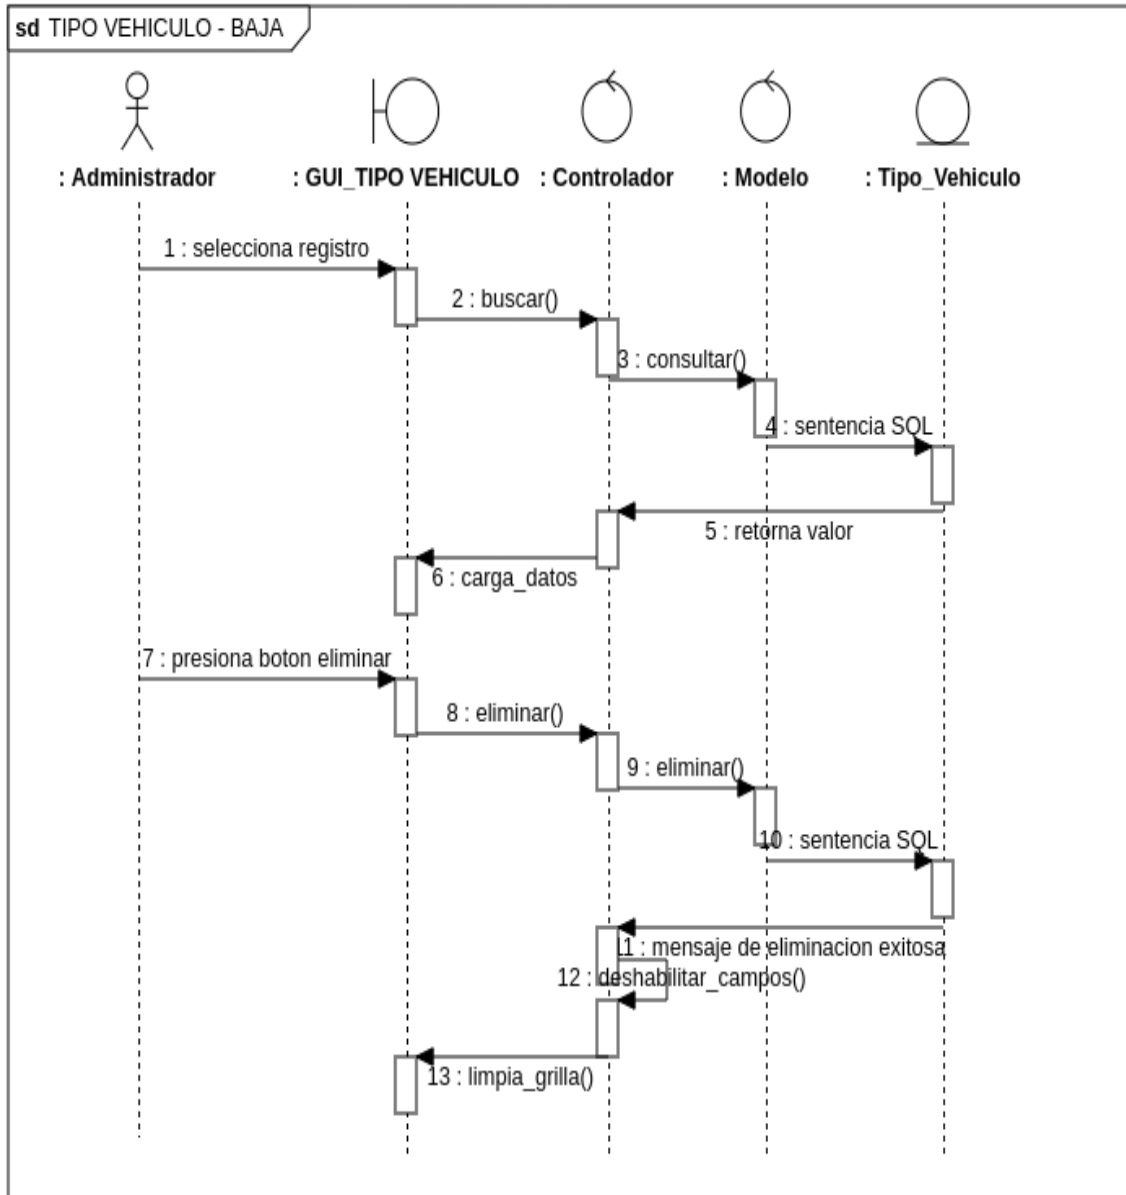 sd TIPO VEHICULO - BAJA
: Administrador
: GUI_TIPO VEHICULO
: Controlador
: Modelo
: Tipo_Vehiculo
1 : selecciona registro
2 : buscar()
3 : consultar()
4 : sentencia SQL
5 : retorna valor
6 : carga_datos
7 : presiona boton eliminar
8 : eliminar()
9 : eliminar()
10 : sentencia SQL
11 : mensaje de eliminacion exitosa
12 : deshabilitar_campos()
13 : limpia_grilla()